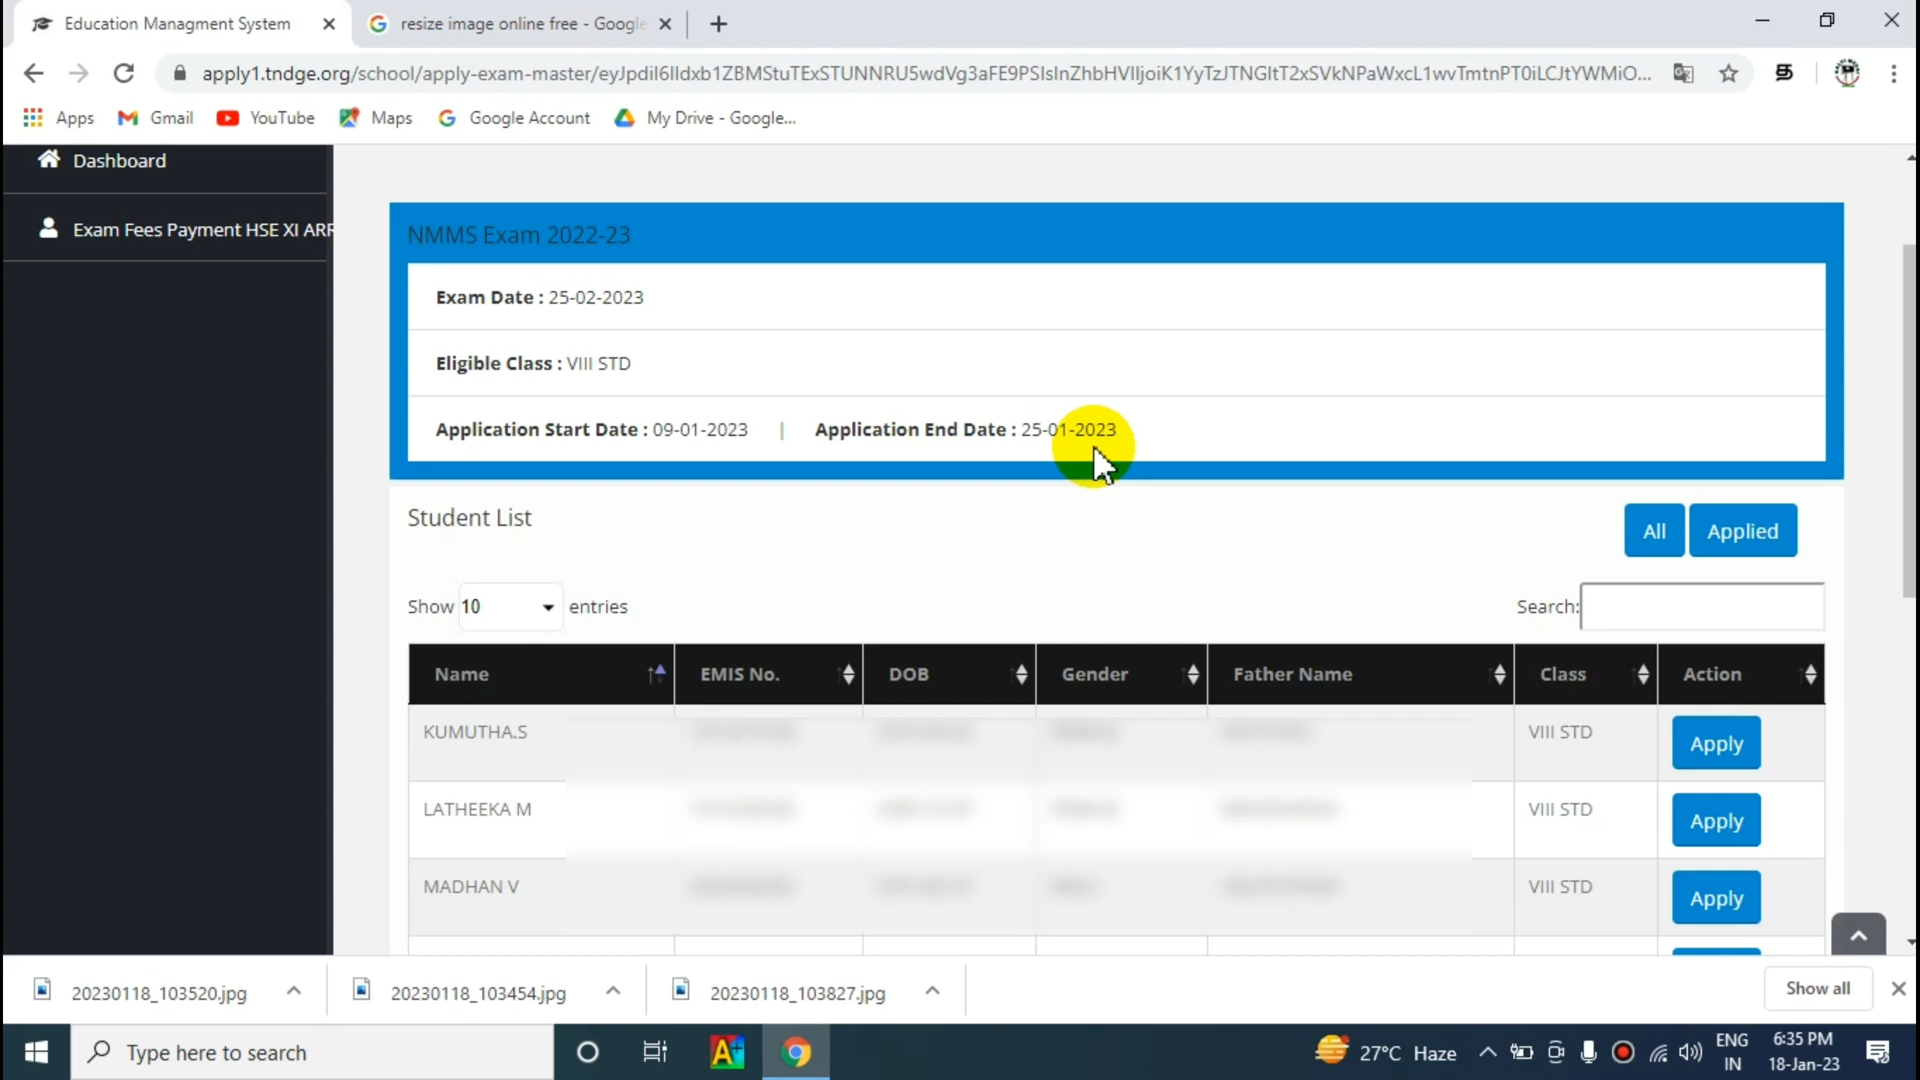 Education Managment System
resize image online free - Google
apply1.tndge.org/school/apply-exam-master/eyJpdiI6IldxbTZBMStuTExSTUNNRU5wdVg3aFE9PSIsInZhbHVlIjoiK1YyTzJTNGltT2xSVkNPaWxcL1wvTmtnPT0iLCJtYWMiO...
Apps
Gmail
YouTube
Maps
Google Account
My Drive - Google...
Dashboard
Exam Fees Payment HSE XI ARR
NMMS Exam 2022-23
Exam Date : 25-02-2023
Eligible Class : VIII STD
Application Start Date : 09-01-2023 | Application End Date : 25-01-2023
Student List
All Applied
Show 10 entries
Search:
Name EMIS No. DOB Gender Father Name Class Action
KUMUTHA.S VIII STD Apply
LATHEEKA M VIII STD Apply
MADHAN V VIII STD Apply
20230118_103520.jpg
20230118_103454.jpg
20230118_103827.jpg
Show all
Type here to search
27°C Haze
ENG
IN
6:35 PM
18-Jan-23